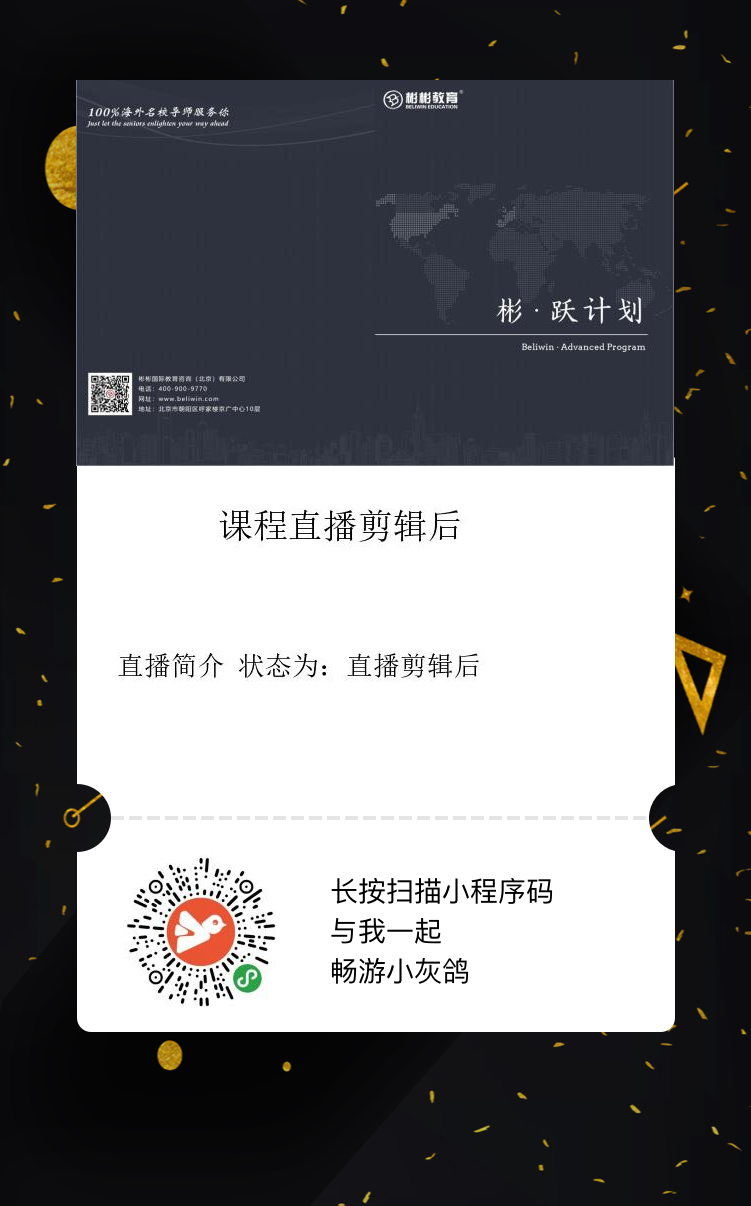 100%海外名校导师服务你
Just let the seniors enlighten your way ahead
彬彬教育®
BELIWIN EDUCATION
彬·跃计划
Beliwin · Advanced Program
彬彬国际教育咨询（北京）有限公司
电话：400-900-9770
网址：www.beliwin.com
地址：北京市朝阳区呼家楼京广中心10层
课程直播剪辑后
直播简介 状态为：直播剪辑后
长按扫描小程序码
与我一起
畅游小灰鸽